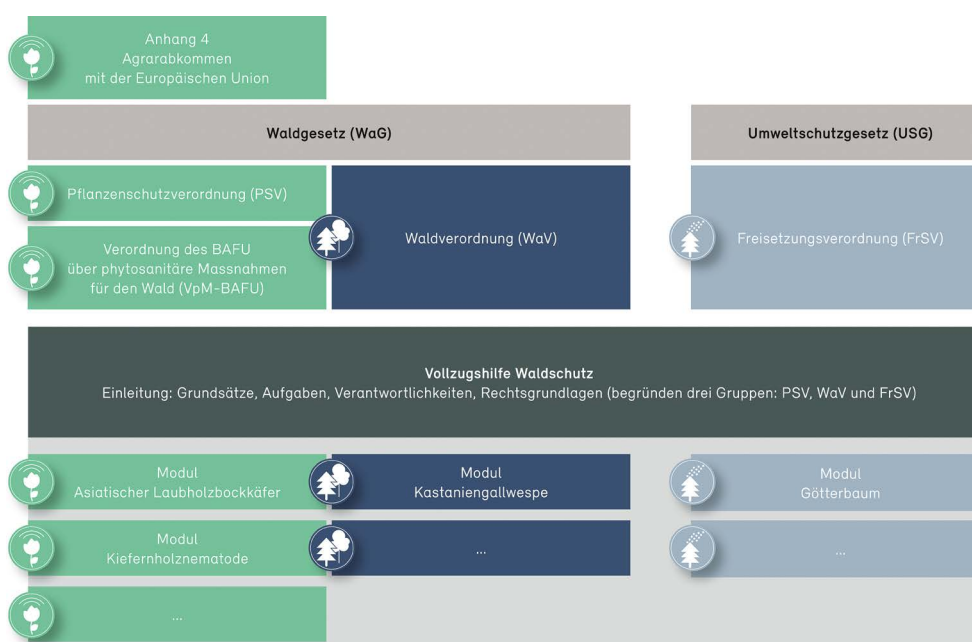 Anhang 4
Agrarabkommen
mit der Europäischen Union
Waldgesetz (WaG)
Umweltschutzgesetz (USG)
Pflanzenschutzverordnung (PSV)
Verordnung des BAFU
über phytosanitäre Massnahmen
für den Wald (VpM-BAFU)
Waldverordnung (WaV)
Freisetzungsverordnung (FrSV)
Vollzugshilfe Waldschutz
Einleitung: Grundsätze, Aufgaben, Verantwortlichkeiten, Rechtsgrundlagen (begründen drei Gruppen: PSV, WaV und FrSV)
Modul
Asiatischer Laubholzbockkäfer
Modul
Kastaniengallwespe
Modul
Götterbaum
Modul
Kiefernholznematode
...
...
...